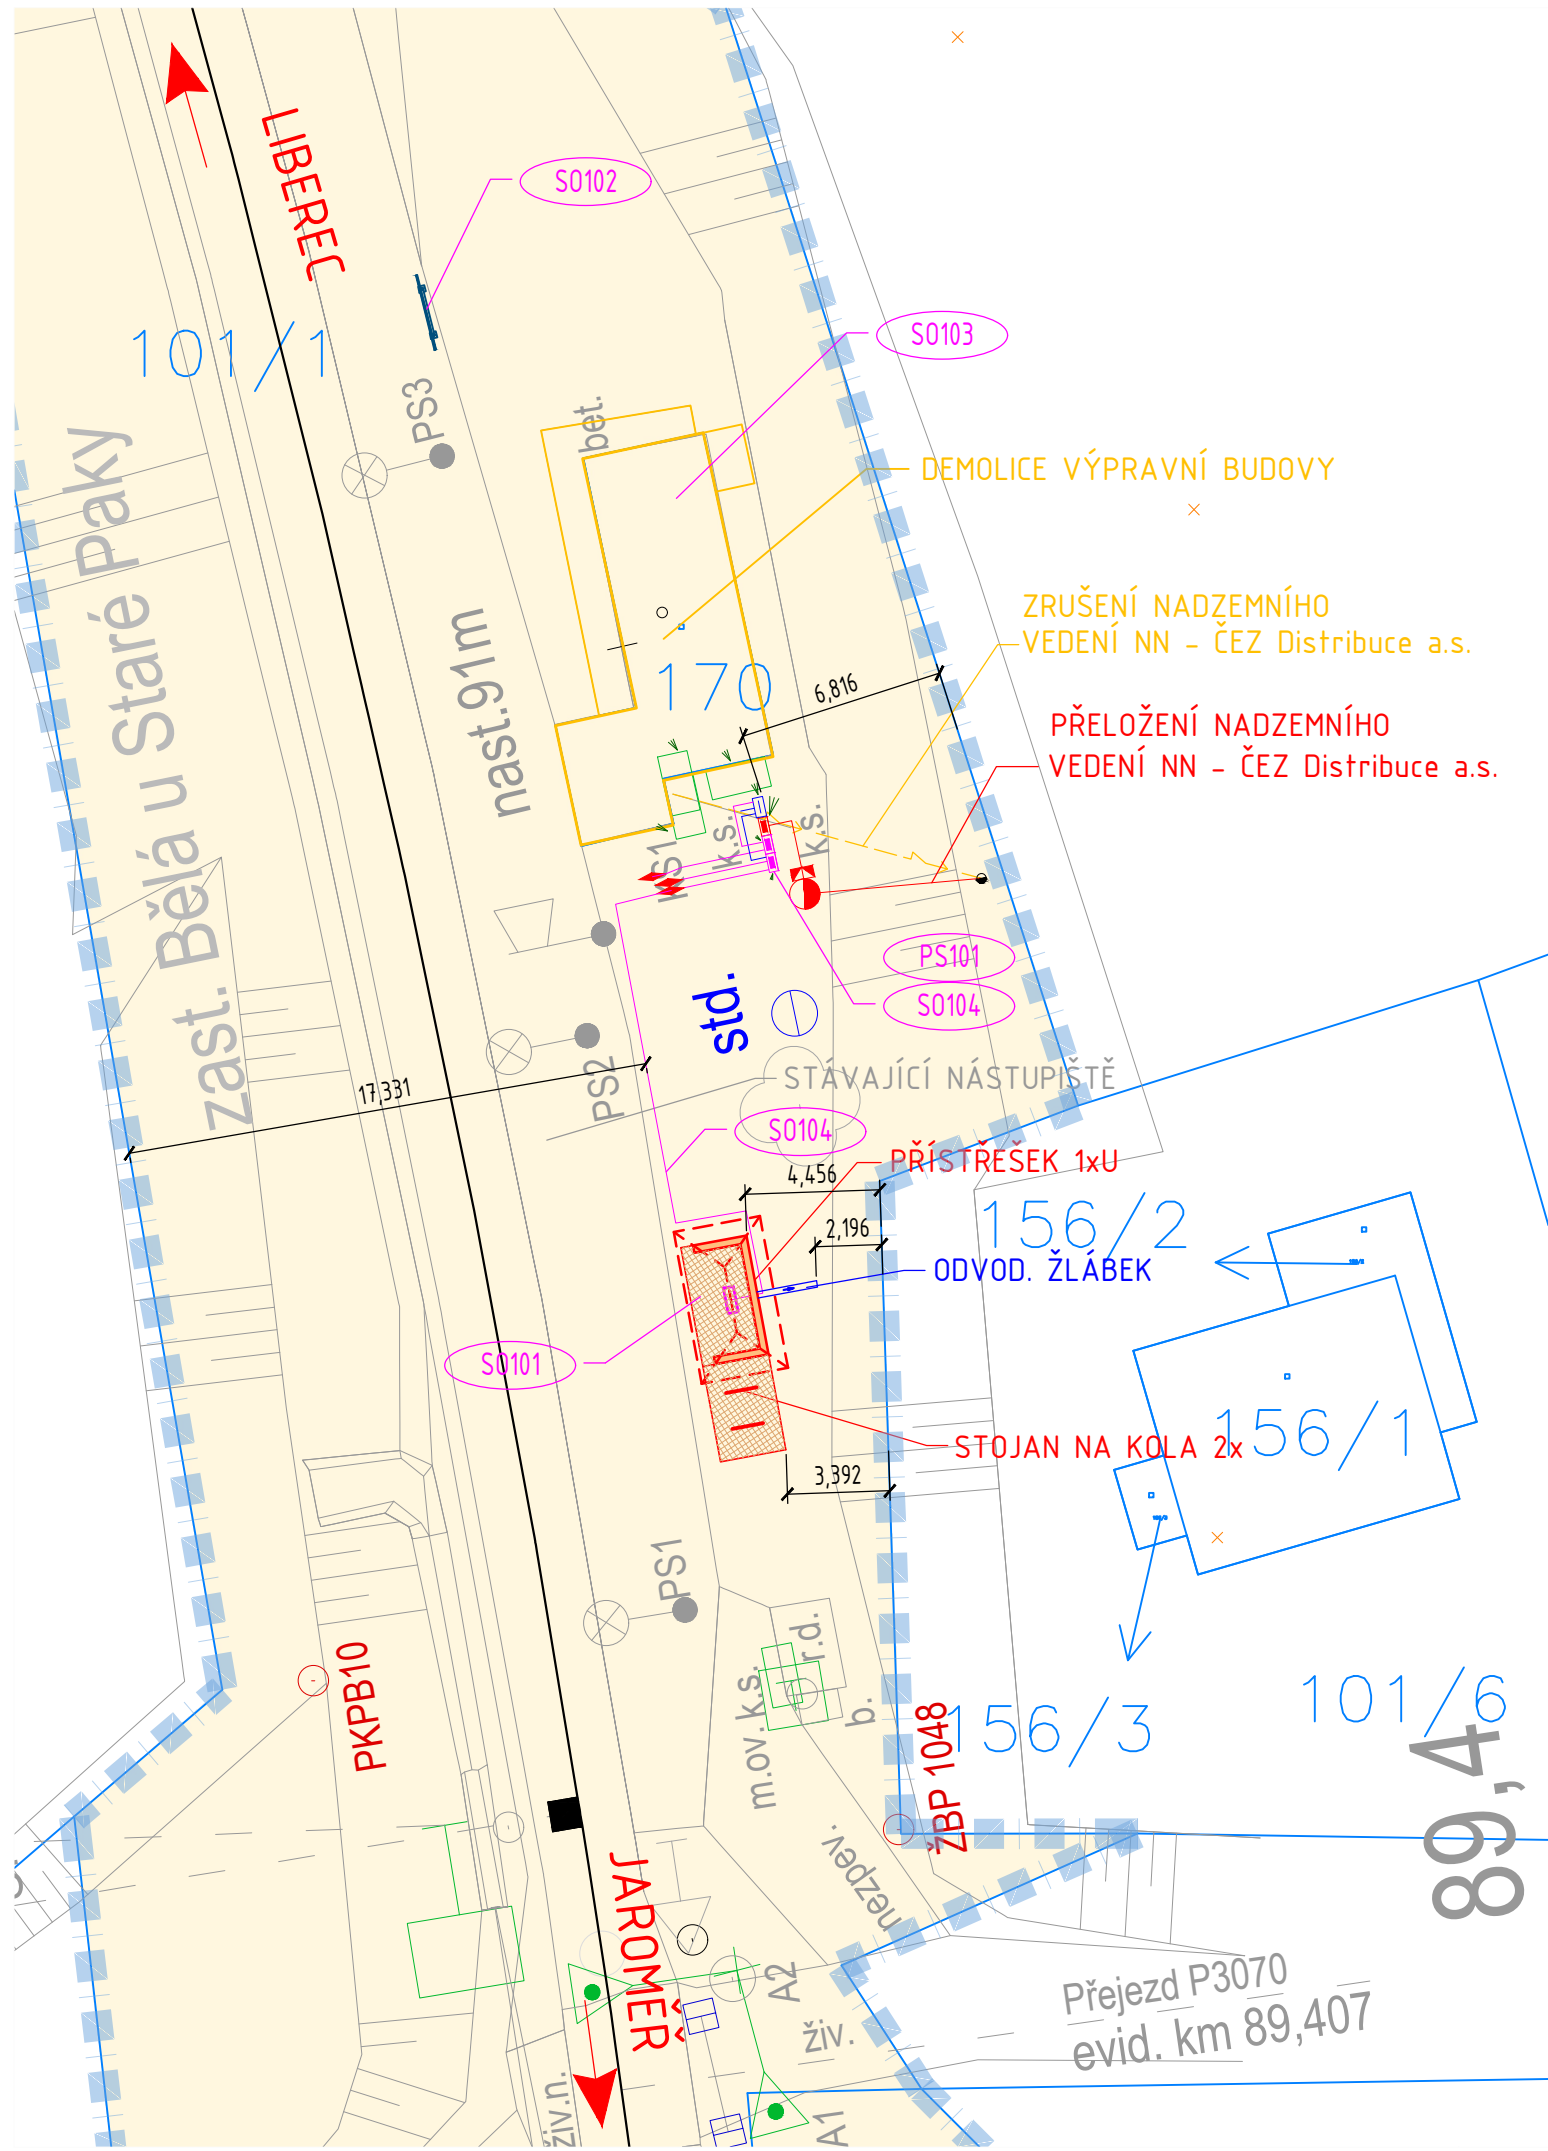 LIBEREC
SO102
SO103
101/1
PS3
bet.
DEMOLICE VÝPRAVNÍ BUDOVY
zast. Bělá u Staré Paky
nast.91m
ZRUŠENÍ NADZEMNÍHO
VEDENÍ NN - ČEZ Distribuce a.s.
170
6,816
PŘELOŽENÍ NADZEMNÍHO
VEDENÍ NN - ČEZ Distribuce a.s.
k.s.
k.s.
PS101
SO104
std.
STÁVAJÍCÍ NÁSTUPIŠTĚ
17,331
PS2
SO104
PŘÍSTŘEŠEK 1xU
4,456
2,196
156/2
ODVOD. ŽLÁBEK
SO101
156/1
STOJAN NA KOLA 2x
3,392
PS1
r.d.
m.ov.k.s.
b.
PKPB10
ŽBP 1048
156/3
101/6
89,4
nezpev.
JAROMĚŘ
A2
živ.
Přejezd P3070
evid. km 89,407
živ.n.
A1